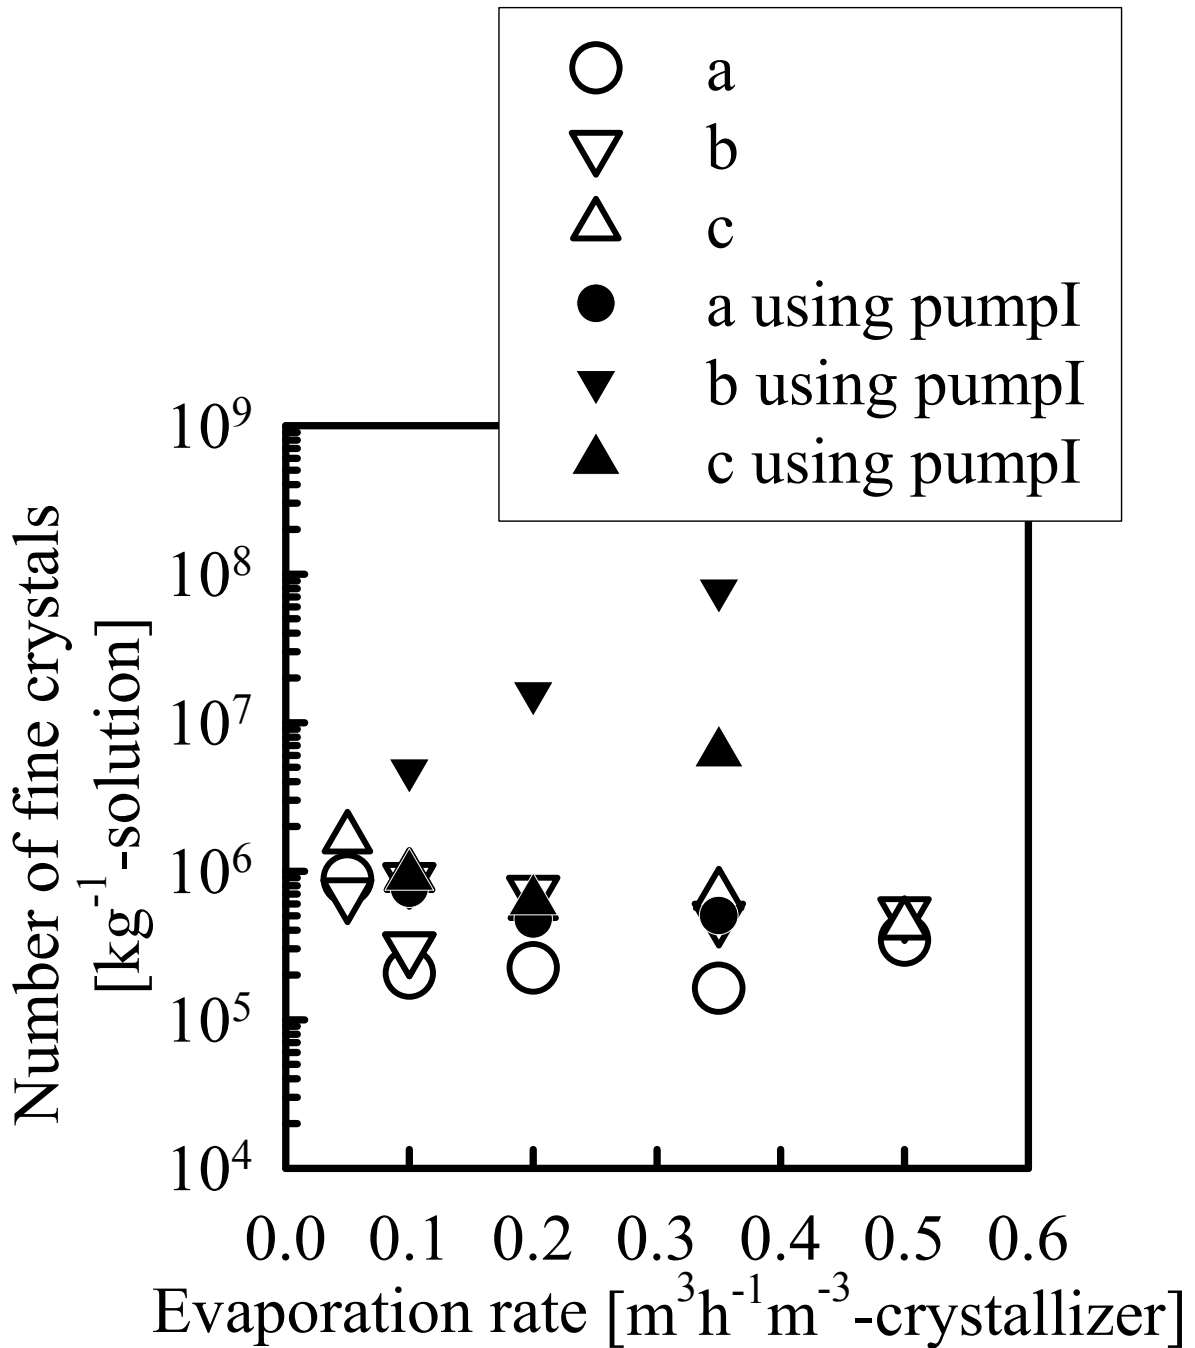 a
b
c
a using pumpI
b using pumpI
c using pumpI
10⁹
10⁸
10⁷
10⁶
10⁵
10⁴
Number of fine crystals
[kg⁻¹-solution]
0.0 0.1 0.2 0.3 0.4 0.5 0.6
Evaporation rate [m³h⁻¹m⁻³-crystallizer]